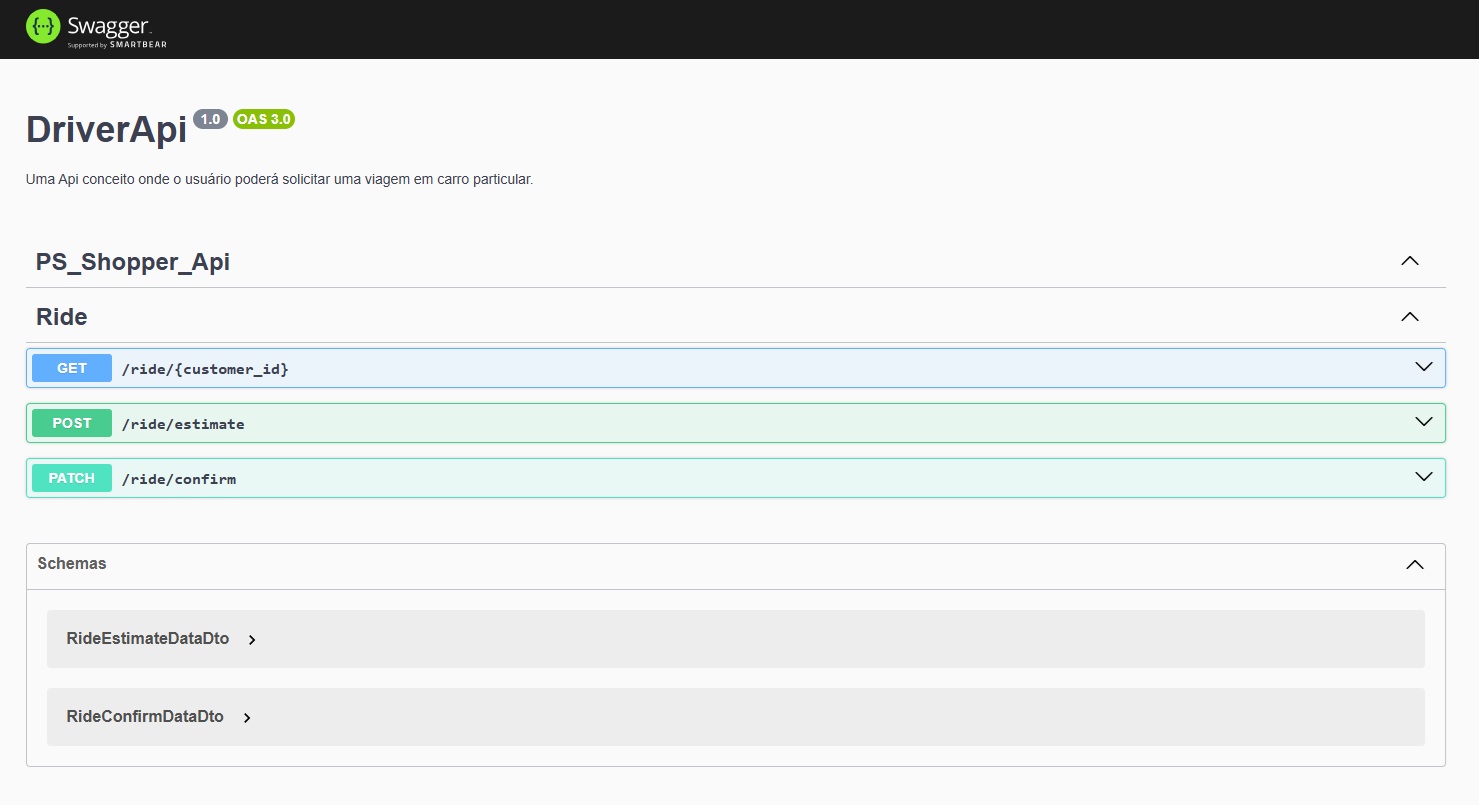 {···} Swagger
Supported by SMARTBEAR
DriverApi 1.0 OAS 3.0
Uma Api conceito onde o usuário poderá solicitar uma viagem em carro particular.
PS_Shopper_Api
Ride
GET /ride/{customer_id}
POST /ride/estimate
PATCH /ride/confirm
Schemas
RideEstimateDataDto
RideConfirmDataDto